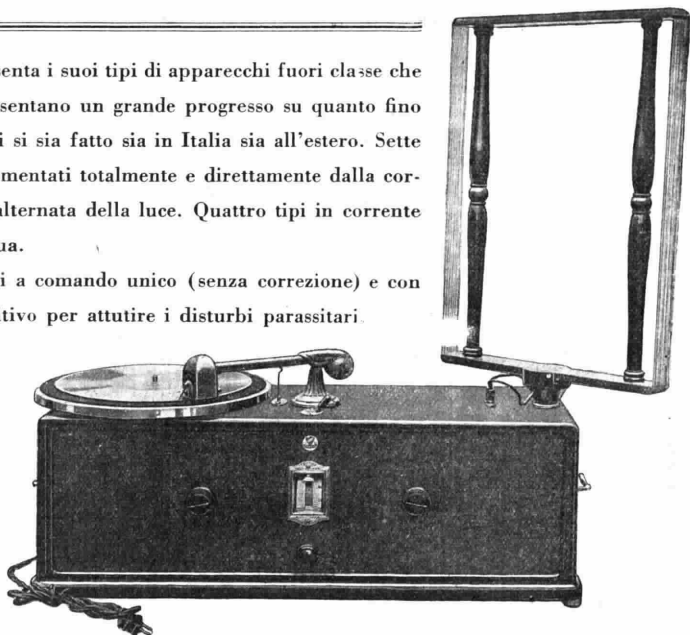 senta i suoi tipi di apparecchi fuori classe che
sentano un grande progresso su quanto fino
i si sia fatto sia in Italia sia all'estero. Sette
mentati totalmente e direttamente dalla cor-
alternata della luce. Quattro tipi in corrente
ua.
i a comando unico (senza correzione) e con
tivo per attutire i disturbi parassitari